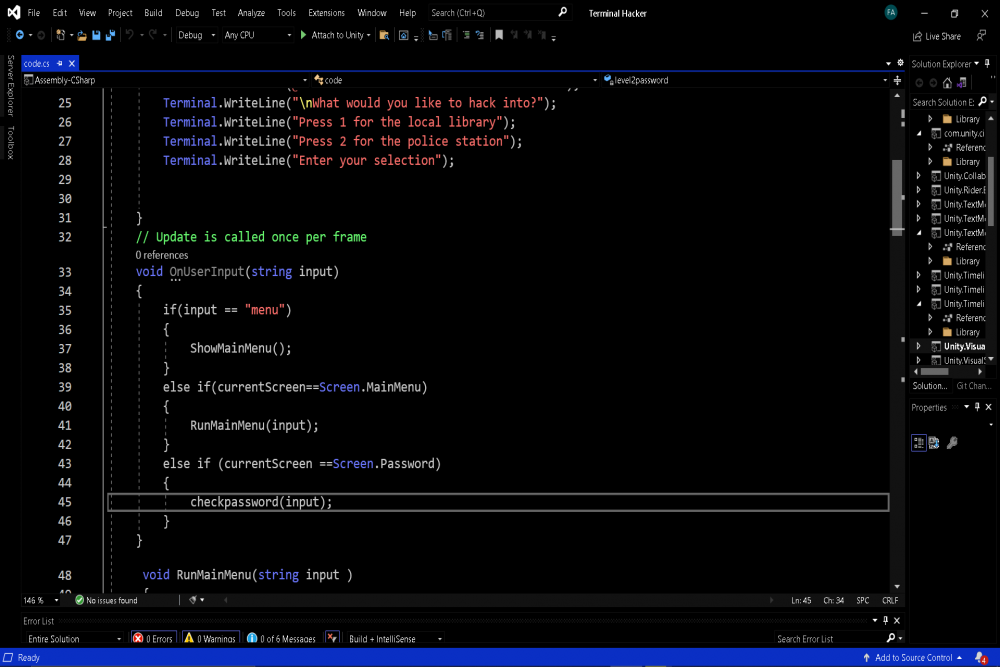 File Edit View Project Build Debug Test Analyze Tools Extensions Window Help Search (Ctrl+Q) Terminal Hacker FA
Debug Any CPU Attach to Unity Live Share
Server Explorer
Toolbox
code.cs
Assembly-CSharp code level2password
25 Terminal.WriteLine("\nWhat would you like to hack into?");
26 Terminal.WriteLine("Press 1 for the local library");
27 Terminal.WriteLine("Press 2 for the police station");
28 Terminal.WriteLine("Enter your selection");
29
30
31 }
32 // Update is called once per frame
0 references
33 void OnUserInput(string input)
34 {
35 if(input == "menu")
36 {
37 ShowMainMenu();
38 }
39 else if(currentScreen==Screen.MainMenu)
40 {
41 RunMainMenu(input);
42 }
43 else if (currentScreen ==Screen.Password)
44 {
45 checkpassword(input);
46 }
47 }
48 void RunMainMenu(string input )
146 % No issues found Ln: 45 Ch: 34 SPC CRLF
Error List
Entire Solution 0 Errors 0 Warnings 0 of 6 Messages Build + IntelliSense Search Error List
Ready Add to Source Control 4
Solution Explorer
Search Solution E
Library
com.unity.ci
Referenc
Library
Unity.Collab
Unity.Rider.E
Unity.TextMe
Unity.TextMe
Unity.TextMe
Referenc
Library
Unity.Timeli
Unity.Timeli
Unity.Timeli
Referenc
Library
Unity.Visua
Unity.Visual
Solution... Git Chan...
Properties